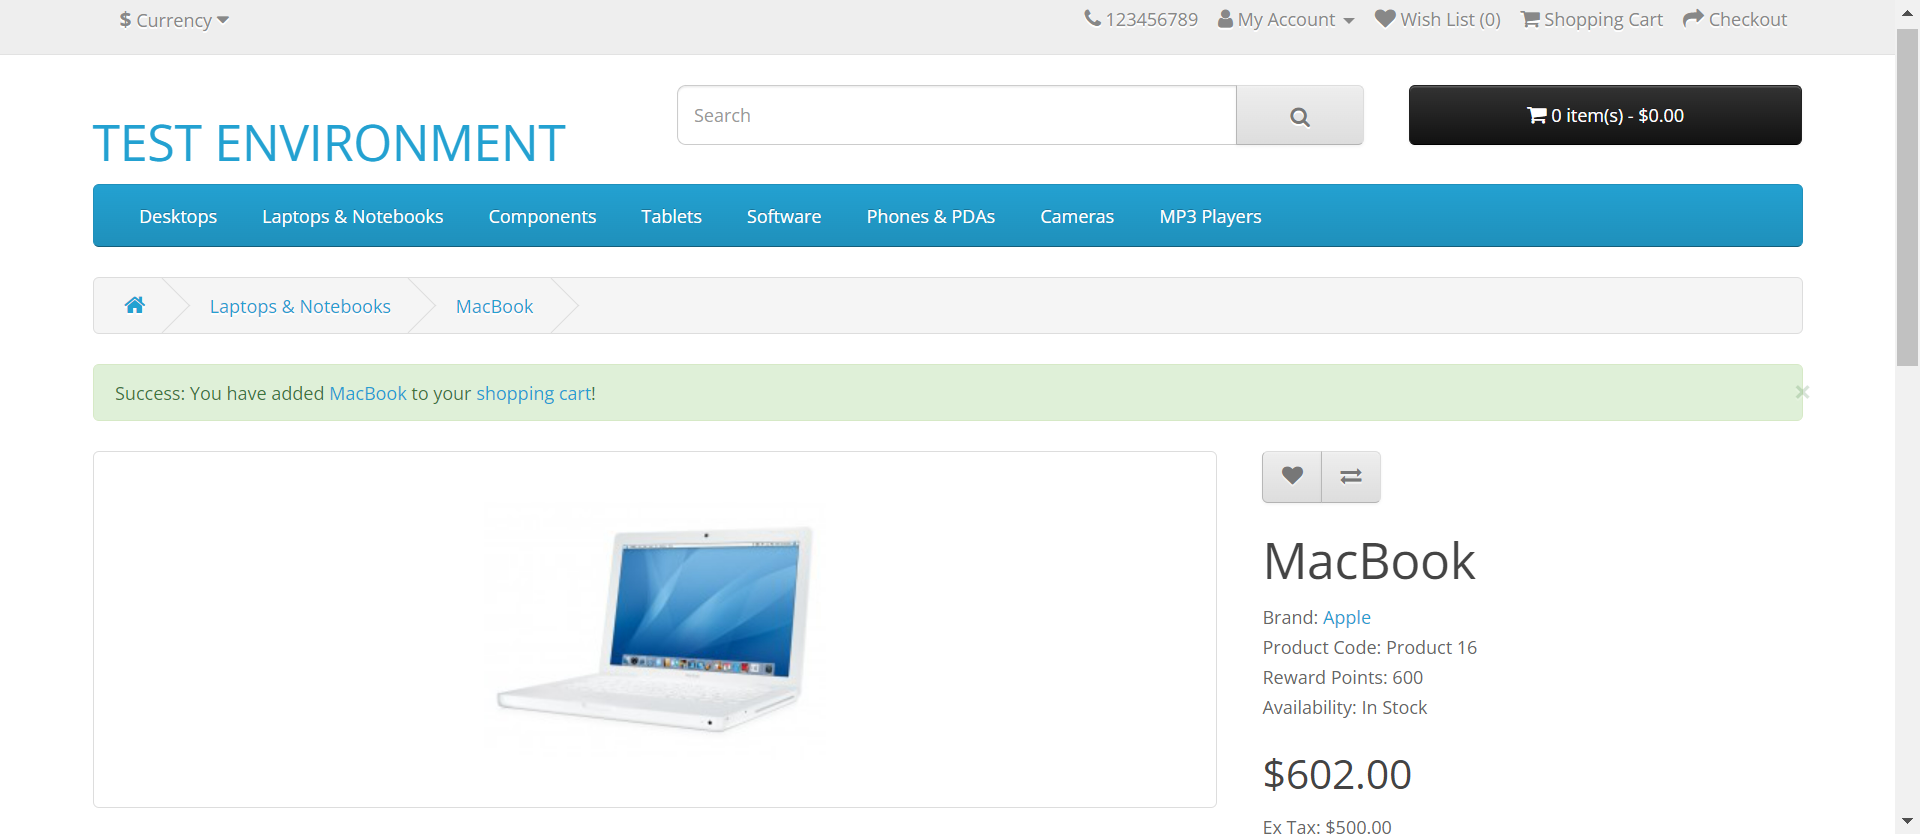 $ Currency
123456789 My Account Wish List (0) Shopping Cart Checkout
TEST ENVIRONMENT
Search
0 item(s) - $0.00
Desktops Laptops & Notebooks Components Tablets Software Phones & PDAs Cameras MP3 Players
Laptops & Notebooks MacBook
Success: You have added MacBook to your shopping cart!
×
MacBook
Brand: Apple
Product Code: Product 16
Reward Points: 600
Availability: In Stock
$602.00
Ex Tax: $500.00